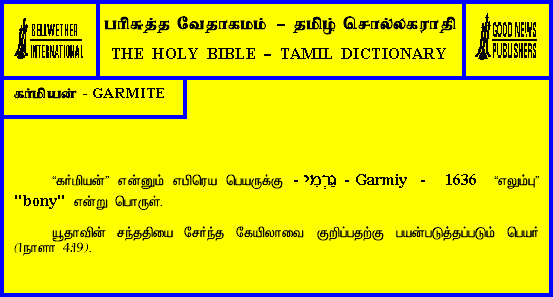 BELLWETHER
INTERNATIONAL
பரிசுத்த வேதாகமம் – தமிழ் சொல்லகராதி
THE HOLY BIBLE – TAMIL DICTIONARY
GOOD NEWS
PUBLISHERS
கர்மியன் - GARMITE
“கர்மியன்” என்னும் எபிரெய பெயருக்கு - גַּרְמִי - Garmiy - 1636 “எலும்பு”
"bony" என்று பொருள்.
யூதாவின் சந்ததியை சேர்ந்த கேயிலாவை குறிப்பதற்கு பயன்படுத்தப்படும் பெயர்
(1நாளா 4:19).